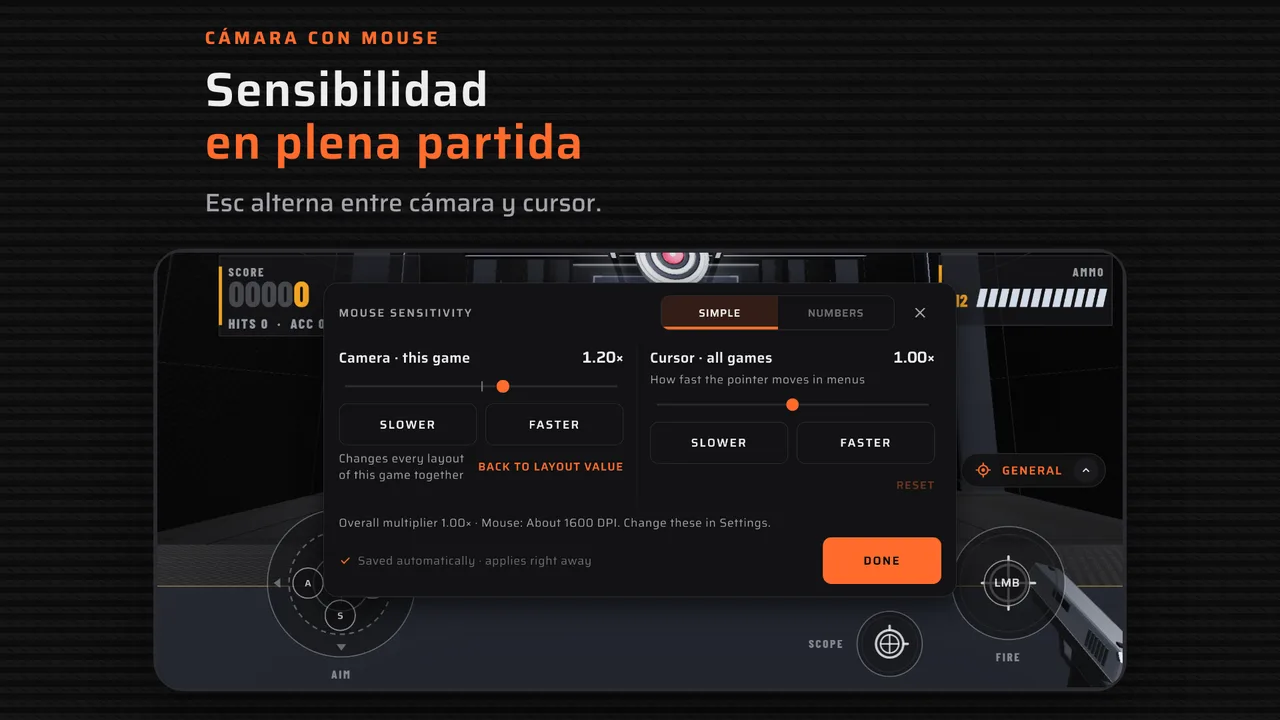 CÁMARA CON MOUSE
Sensibilidad
en plena partida
Esc alterna entre cámara y cursor.
SCORE
00000
HITS 0 · ACC 0
AMMO
12
MOUSE SENSITIVITY
SIMPLE
NUMBERS
Camera · this game
1.20×
SLOWER
FASTER
Changes every layout
of this game together
BACK TO LAYOUT VALUE
Cursor · all games
1.00×
How fast the pointer moves in menus
SLOWER
FASTER
RESET
Overall multiplier 1.00× · Mouse: About 1600 DPI. Change these in Settings.
Saved automatically · applies right away
DONE
GENERAL
A
S
AIM
SCOPE
LMB
FIRE